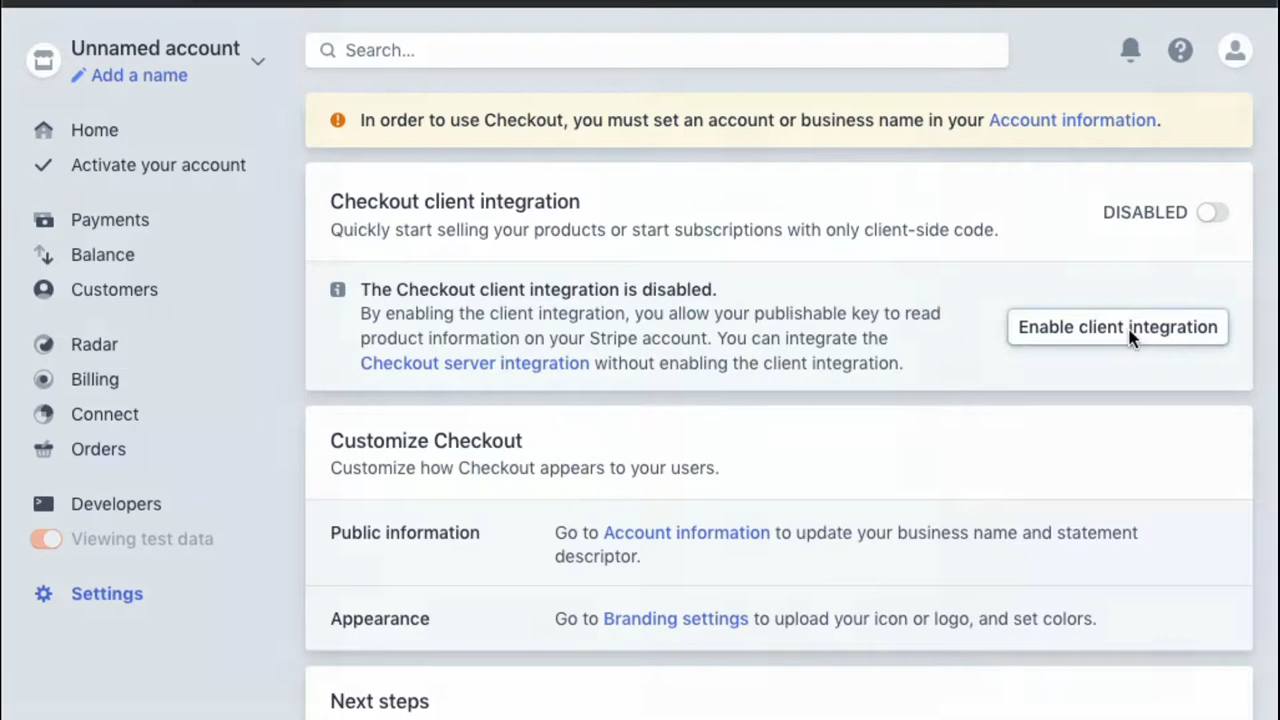 Unnamed account
Add a name
Search...
Home
Activate your account
Payments
Balance
Customers
Radar
Billing
Connect
Orders
Developers
Viewing test data
Settings
In order to use Checkout, you must set an account or business name in your Account information.
Checkout client integration
Quickly start selling your products or start subscriptions with only client-side code.
DISABLED
The Checkout client integration is disabled.
By enabling the client integration, you allow your publishable key to read
product information on your Stripe account. You can integrate the
Checkout server integration without enabling the client integration.
Enable client integration
Customize Checkout
Customize how Checkout appears to your users.
Public information
Go to Account information to update your business name and statement
descriptor.
Appearance
Go to Branding settings to upload your icon or logo, and set colors.
Next steps